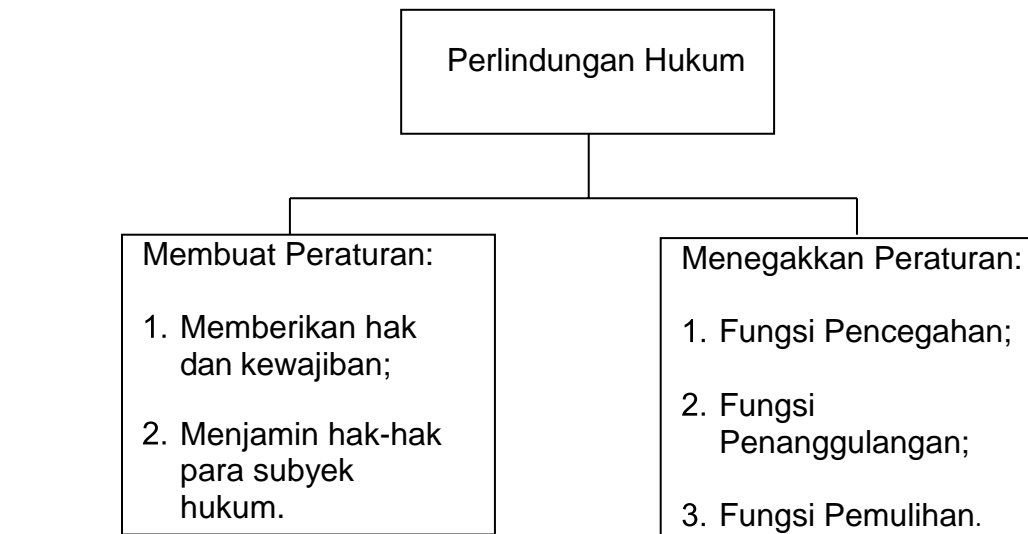 Perlindungan Hukum
Membuat Peraturan:
1. Memberikan hak
dan kewajiban;
2. Menjamin hak-hak
para subyek
hukum.
Menegakkan Peraturan:
1. Fungsi Pencegahan;
2. Fungsi
Penanggulangan;
3. Fungsi Pemulihan.